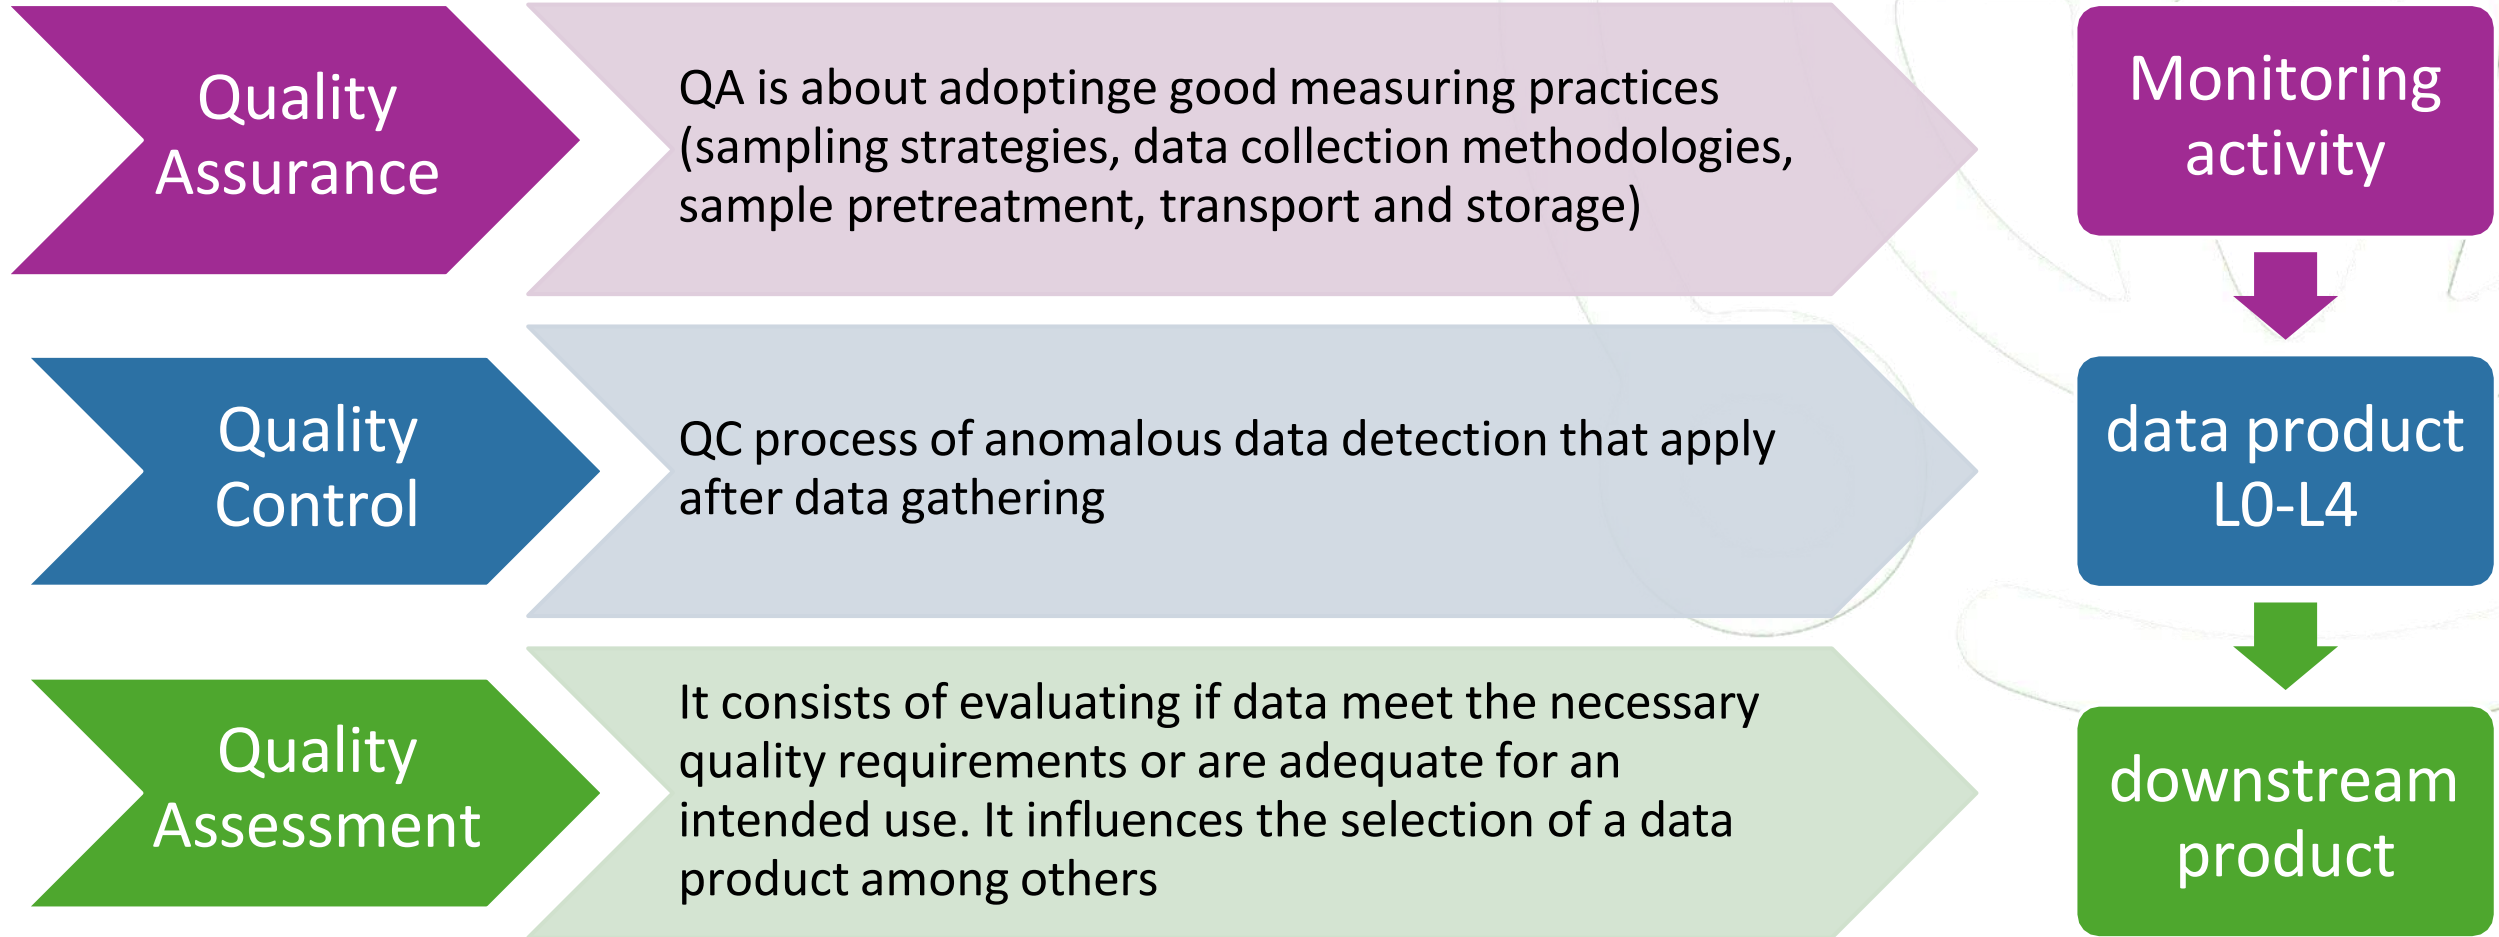 Quality
Assurance
QA is about adopting good measuring practices
(sampling strategies, data collection methodologies,
sample pretreatment, transport and storage)
Monitoring
activity
Quality
Control
QC process of anomalous data detection that apply
after data gathering
data product
L0-L4
Quality
Assessment
It consists of evaluating if data meet the necessary
quality requirements or are adequate for an
intended use. It influences the selection of a data
product among others
downstream
product